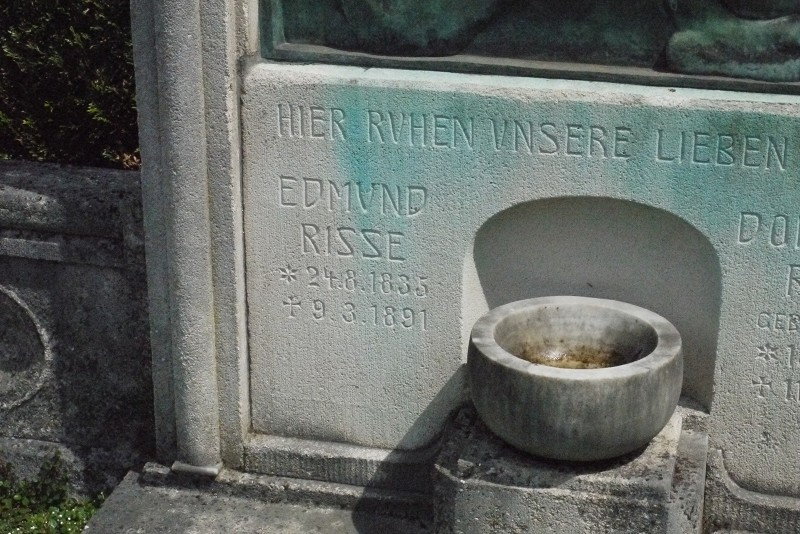 HIER RVHEN VNSERE LIEBEN
EDMVND
RISSE
* 24.8.1835
✝ 9.3.1891